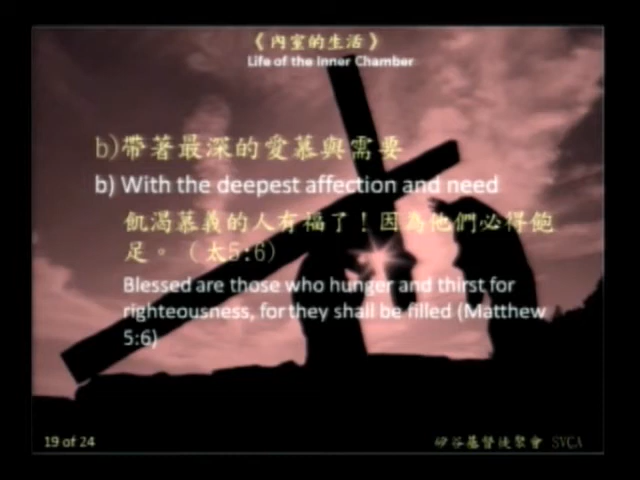 《內室的生活》
Life of the Inner Chamber
b)帶著最深的愛慕與需要
b) With the deepest affection and need
飢渴慕義的人有福了！因為他們必得飽
足。（太5:6）
Blessed are those who hunger and thirst for
righteousness, for they shall be filled (Matthew
5:6)
19 of 24
矽谷基督徒聚會 SVCA